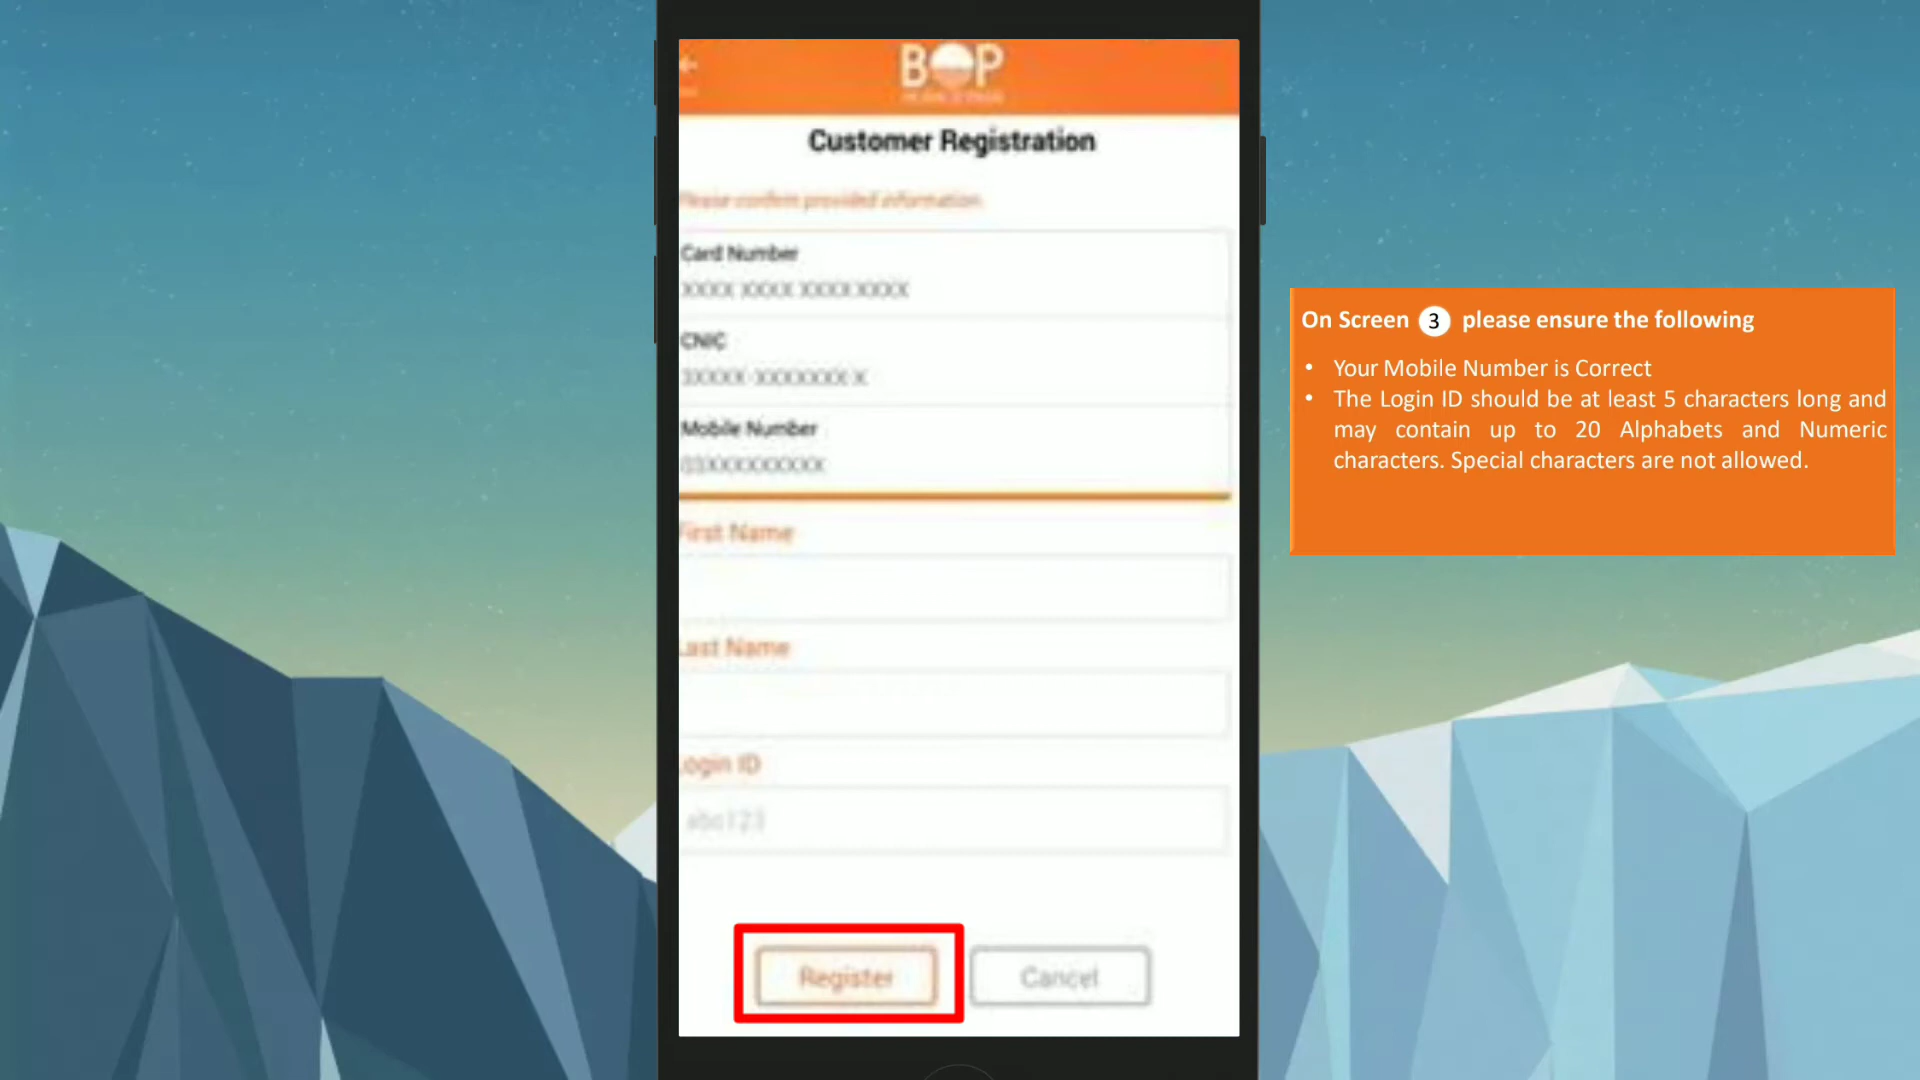 BOP
Customer Registration
Please confirm provided information.
Card Number
XXXX XXXX XXXX XXXX
CNIC
3XXXX-XXXXXXX-X
Mobile Number
03XXXXXXXXX
First Name
Last Name
Login ID
abc123
Register
Cancel
On Screen 3 please ensure the following
• Your Mobile Number is Correct
• The Login ID should be at least 5 characters long and
may contain up to 20 Alphabets and Numeric
characters. Special characters are not allowed.